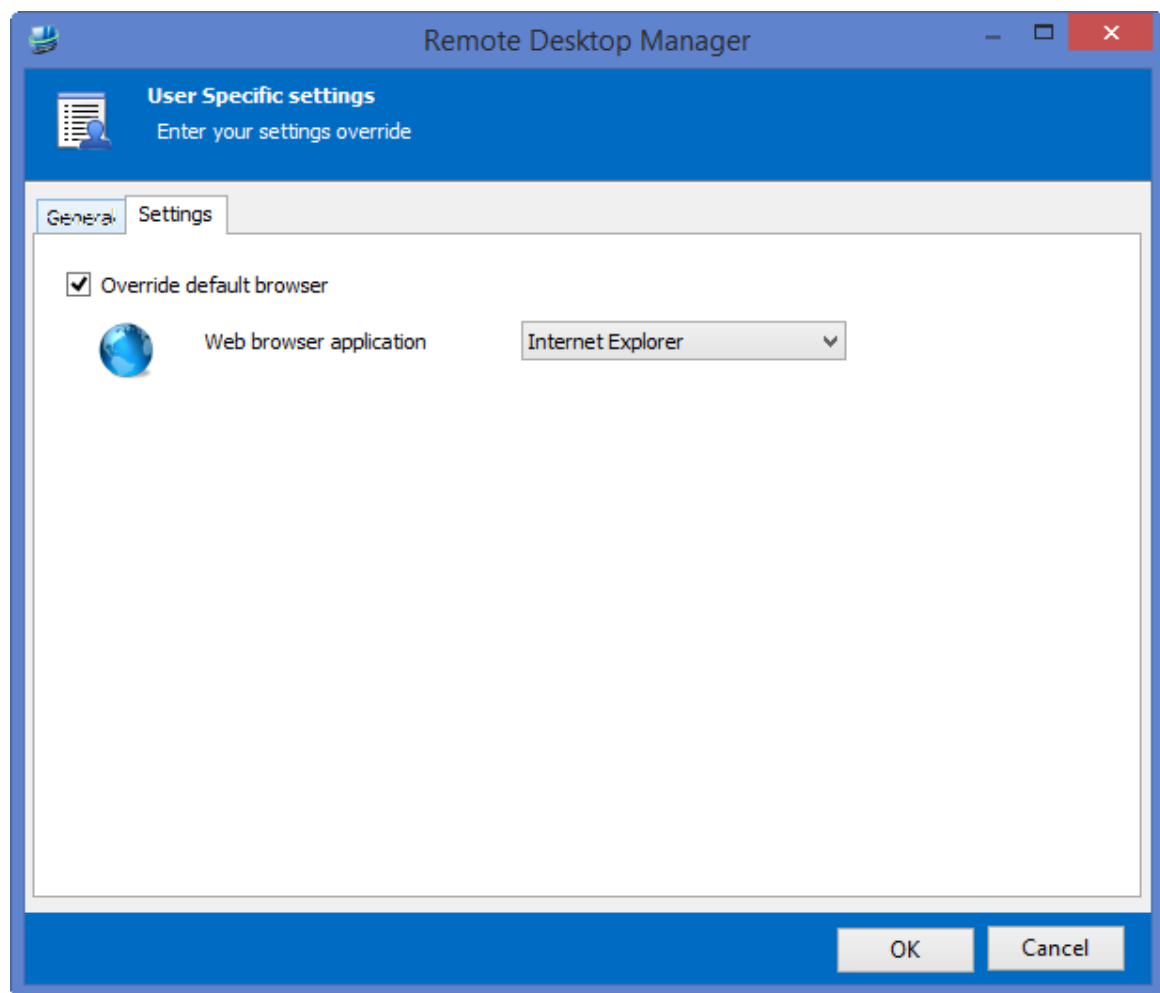 Remote Desktop Manager
User Specific settings
Enter your settings override
General Settings
Override default browser
Web browser application Internet Explorer
OK Cancel